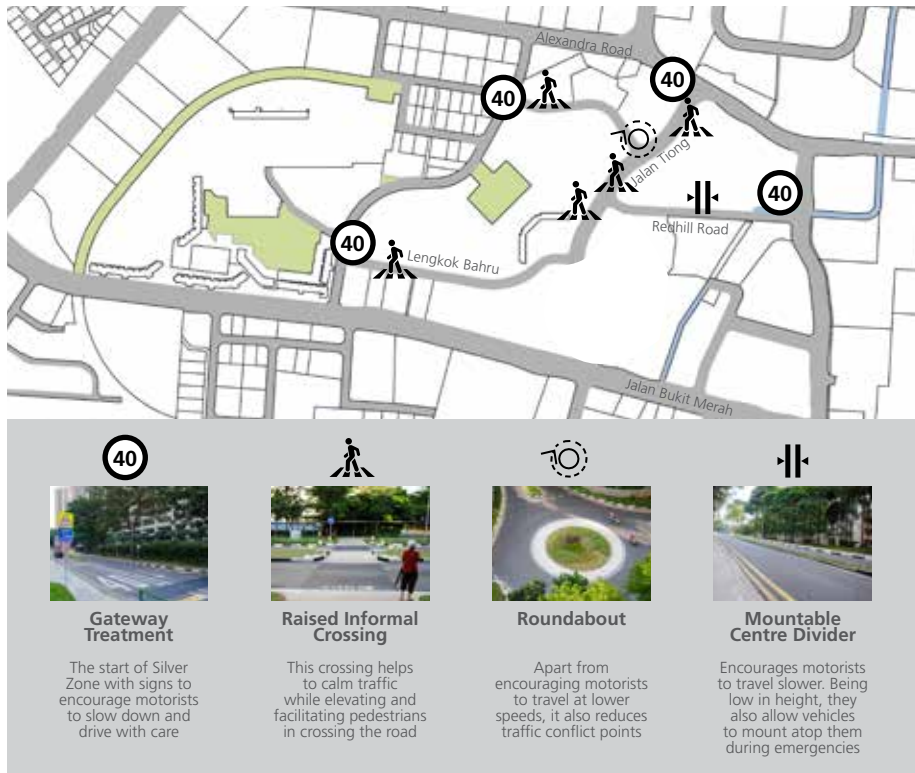 Alexandra Road
40
40
Jalan Tiong
40
Redhill Road
40
Lengkok Bahru
Jalan Bukit Merah
40
Gateway
Treatment
The start of Silver
Zone with signs to
encourage motorists
to slow down and
drive with care
Raised Informal
Crossing
This crossing helps
to calm traffic
while elevating and
facilitating pedestrians
in crossing the road
Roundabout
Apart from
encouraging motorists
to travel at lower
speeds, it also reduces
traffic conflict points
Mountable
Centre Divider
Encourages motorists
to travel slower. Being
low in height, they
also allow vehicles
to mount atop them
during emergencies